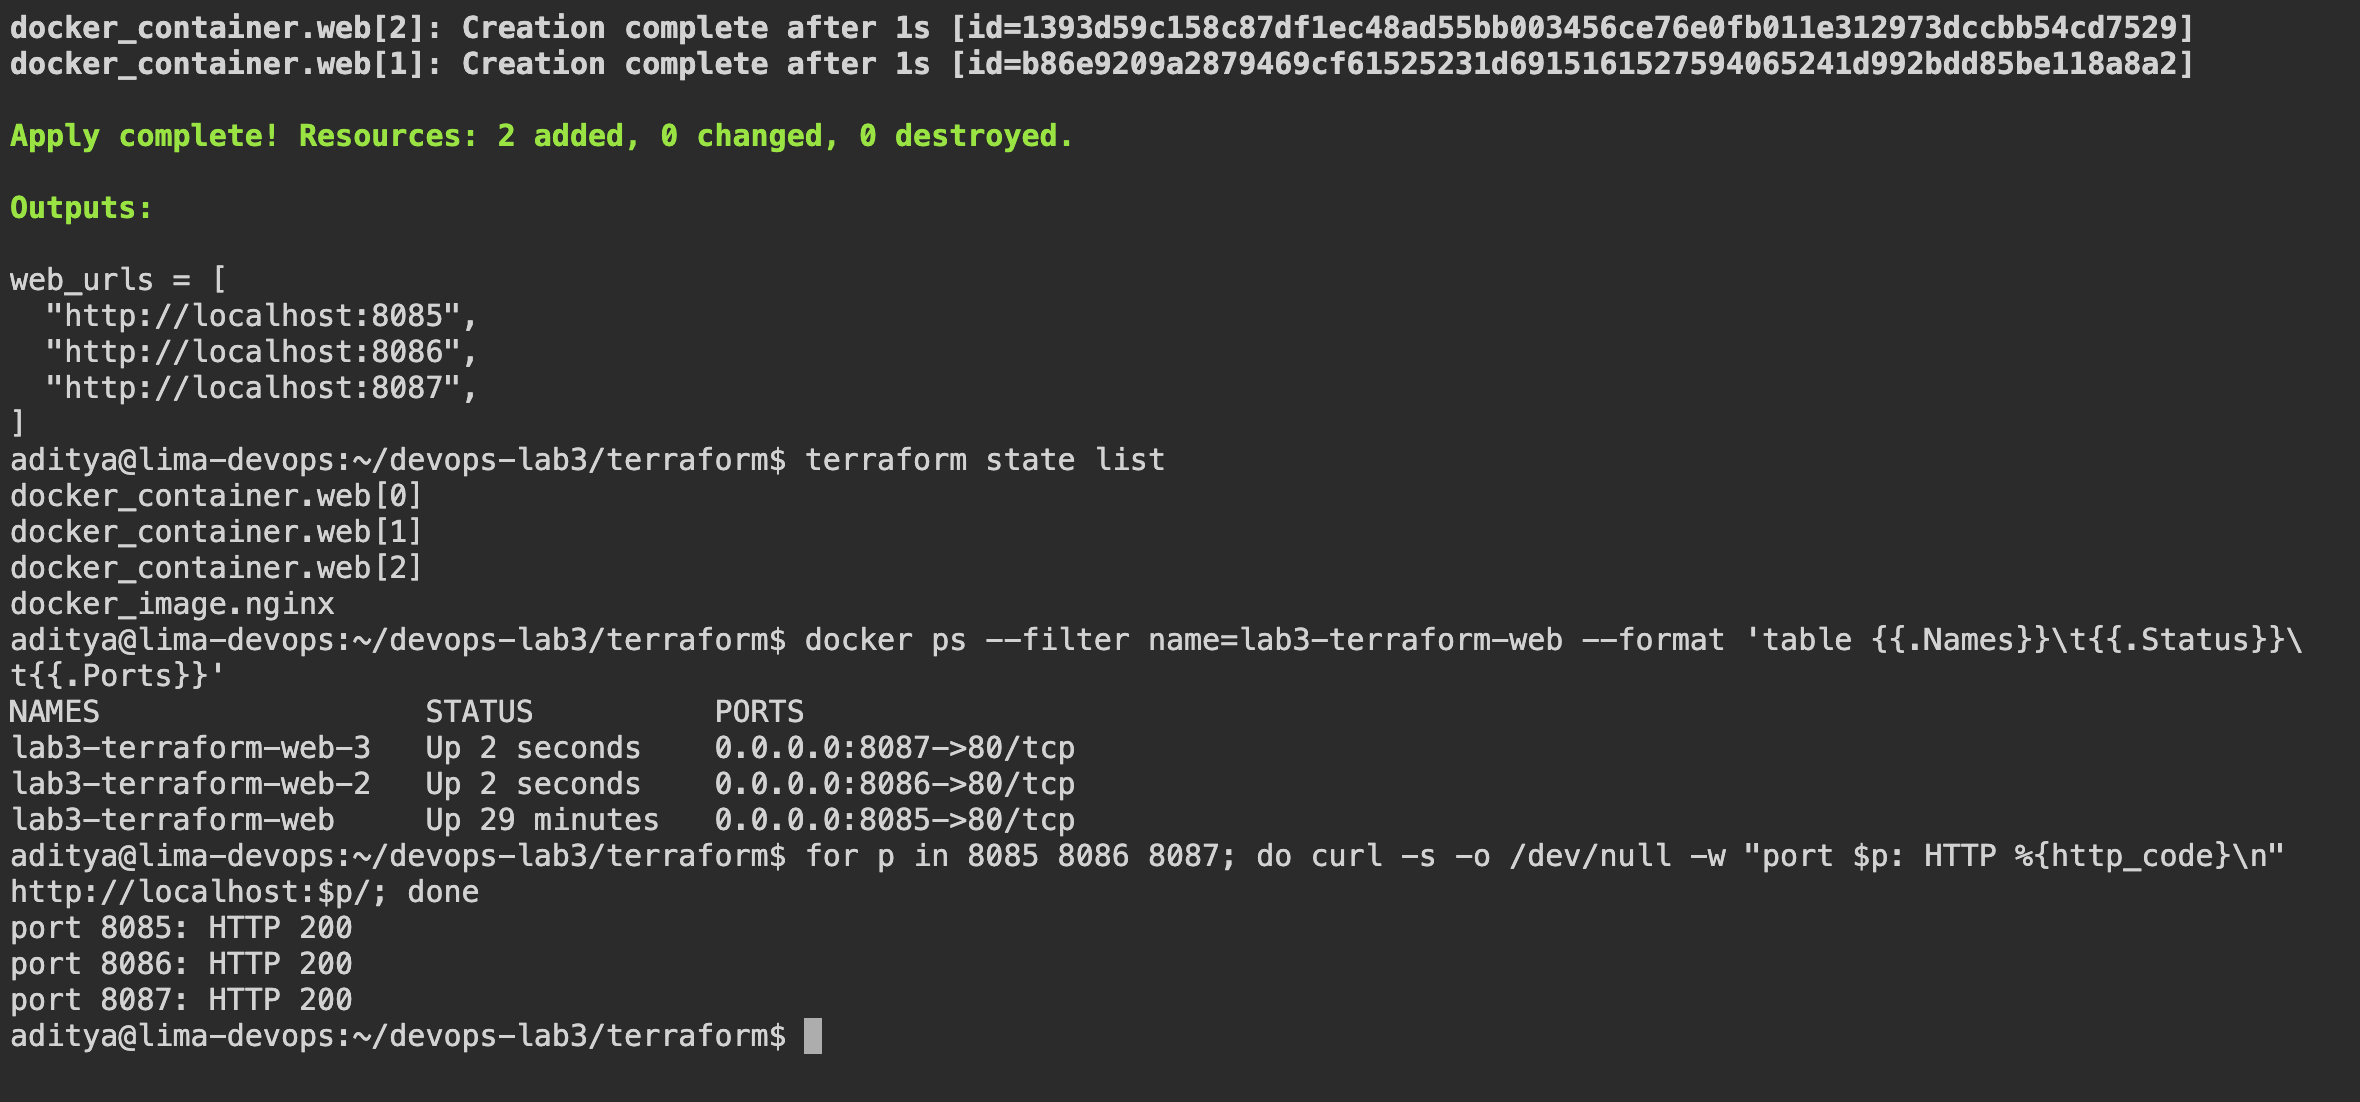 docker_container.web[2]: Creation complete after 1s [id=1393d59c158c87df1ec48ad55bb003456ce76e0fb011e312973dccbb54cd7529]
docker_container.web[1]: Creation complete after 1s [id=b86e9209a2879469cf61525231d6915161527594065241d992bdd85be118a8a2]
Apply complete! Resources: 2 added, 0 changed, 0 destroyed.
Outputs:
web_urls = [
  "http://localhost:8085",
  "http://localhost:8086",
  "http://localhost:8087",
]
aditya@lima-devops:~/devops-lab3/terraform$ terraform state list
docker_container.web[0]
docker_container.web[1]
docker_container.web[2]
docker_image.nginx
aditya@lima-devops:~/devops-lab3/terraform$ docker ps --filter name=lab3-terraform-web --format 'table {{.Names}}\t{{.Status}}\
t{{.Ports}}'
NAMES                  STATUS          PORTS
lab3-terraform-web-3   Up 2 seconds    0.0.0.0:8087->80/tcp
lab3-terraform-web-2   Up 2 seconds    0.0.0.0:8086->80/tcp
lab3-terraform-web     Up 29 minutes   0.0.0.0:8085->80/tcp
aditya@lima-devops:~/devops-lab3/terraform$ for p in 8085 8086 8087; do curl -s -o /dev/null -w "port $p: HTTP %{http_code}\n"
http://localhost:$p/; done
port 8085: HTTP 200
port 8086: HTTP 200
port 8087: HTTP 200
aditya@lima-devops:~/devops-lab3/terraform$